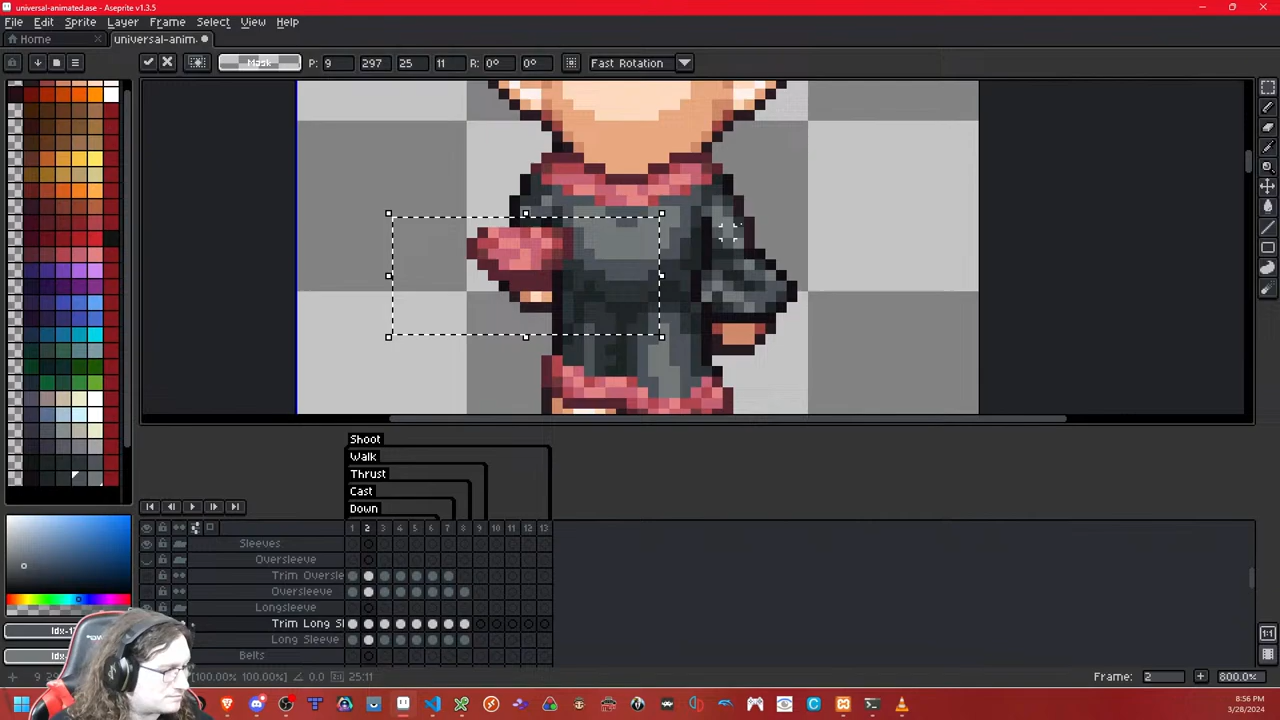 universal-animated.ase - Aseprite v1.3.5
File Edit Sprite Layer Frame Select View Help
Home
universal-anim.
Mask
P: 9 297 25 11 R: 0° 0°
Fast Rotation
Shoot
Walk
Thrust
Cast
Down
1 2 3 4 5 6 7 8 9 10 11 12 13
Sleeves
Oversleeve
Trim Oversle
Oversleeve
Longsleeve
Trim Long Sl
Long Sleeve
Belts
[100.00% 100.00%]
0.0
25:11
Frame: 2
800.0%
1:1
8:56 PM
3/28/2024